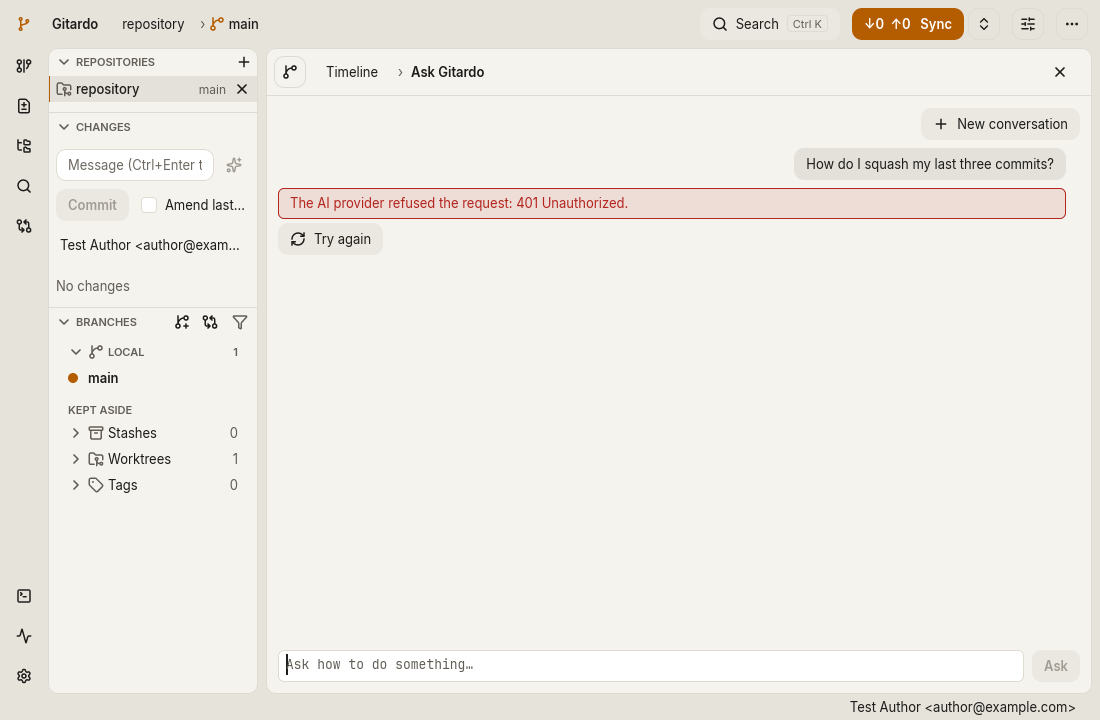 Gitardo repository › main
Search Ctrl K
↓0 ↑0 Sync
REPOSITORIES
repository main
CHANGES
Message (Ctrl+Enter t
Commit Amend last...
Test Author <author@exam...
No changes
BRANCHES
LOCAL 1
main
KEPT ASIDE
Stashes 0
Worktrees 1
Tags 0
Timeline › Ask Gitardo
New conversation
How do I squash my last three commits?
The AI provider refused the request: 401 Unauthorized.
Try again
Ask how to do something…
Ask
Test Author <author@example.com>